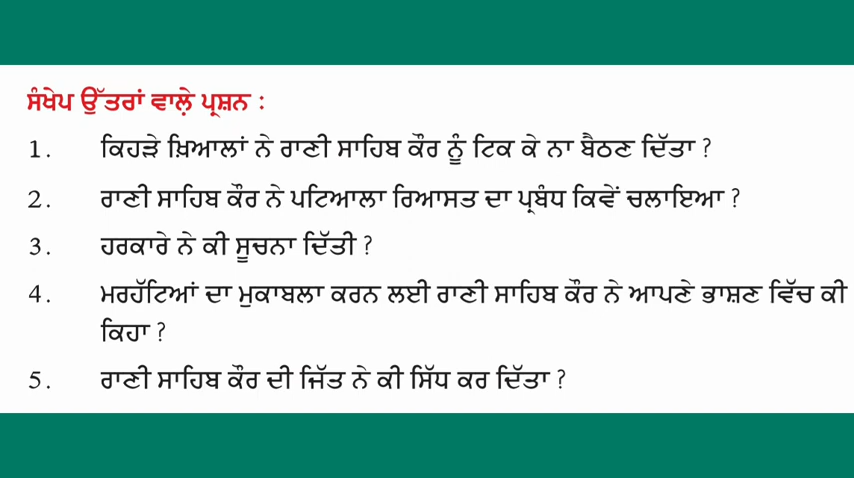 ਸੰਖੇਪ ਉੱਤਰਾਂ ਵਾਲ਼ੇ ਪ੍ਰਸ਼ਨ :
1. ਕਿਹੜੇ ਖ਼ਿਆਲਾਂ ਨੇ ਰਾਣੀ ਸਾਹਿਬ ਕੌਰ ਨੂੰ ਟਿਕ ਕੇ ਨਾ ਬੈਠਣ ਦਿੱਤਾ ?
2. ਰਾਣੀ ਸਾਹਿਬ ਕੌਰ ਨੇ ਪਟਿਆਲਾ ਰਿਆਸਤ ਦਾ ਪ੍ਰਬੰਧ ਕਿਵੇਂ ਚਲਾਇਆ ?
3. ਹਰਕਾਰੇ ਨੇ ਕੀ ਸੂਚਨਾ ਦਿੱਤੀ ?
4. ਮਰਹੱਟਿਆਂ ਦਾ ਮੁਕਾਬਲਾ ਕਰਨ ਲਈ ਰਾਣੀ ਸਾਹਿਬ ਕੌਰ ਨੇ ਆਪਣੇ ਭਾਸ਼ਣ ਵਿੱਚ ਕੀ
ਕਿਹਾ ?
5. ਰਾਣੀ ਸਾਹਿਬ ਕੌਰ ਦੀ ਜਿੱਤ ਨੇ ਕੀ ਸਿੱਧ ਕਰ ਦਿੱਤਾ ?